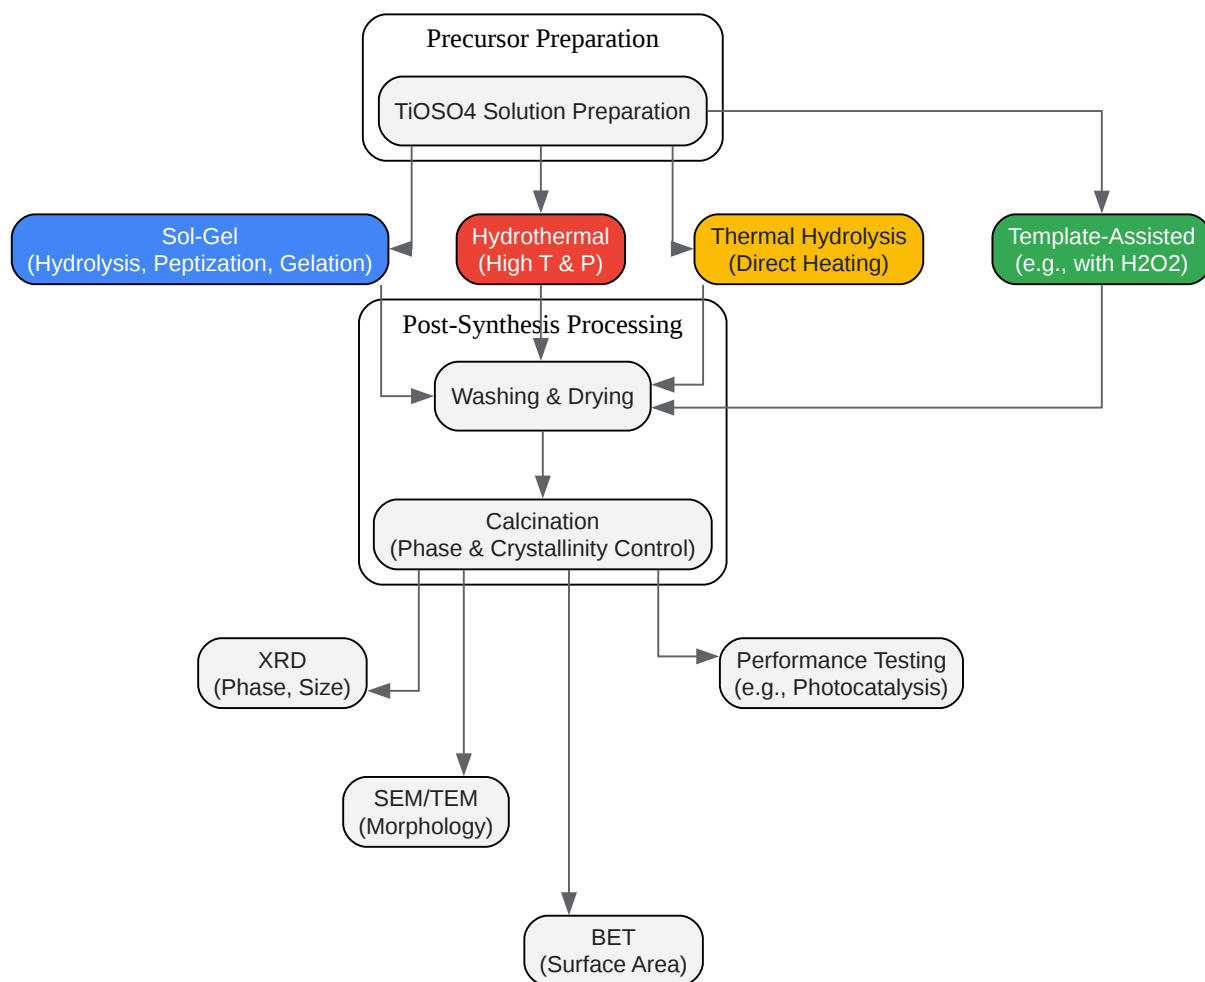 Precursor Preparation
TiOSO4 Solution Preparation
Sol-Gel
(Hydrolysis, Peptization, Gelation)
Hydrothermal
(High T & P)
Thermal Hydrolysis
(Direct Heating)
Template-Assisted
(e.g., with H2O2)
Post-Synthesis Processing
Washing & Drying
Calcination
(Phase & Crystallinity Control)
XRD
(Phase, Size)
Performance Testing
(e.g., Photocatalysis)
SEM/TEM
(Morphology)
BET
(Surface Area)